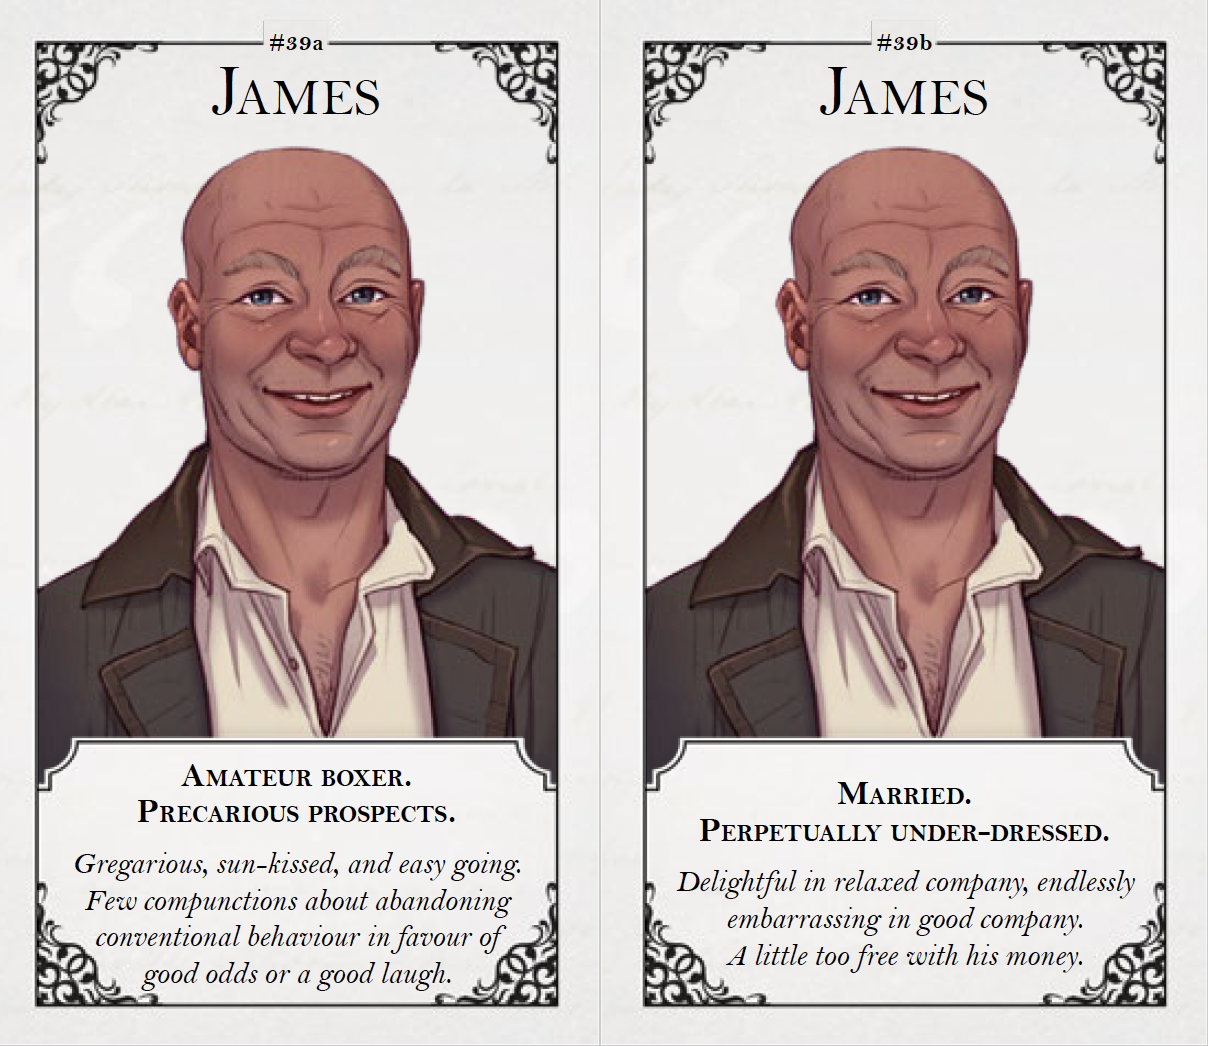 #39a
James
Amateur boxer.
Precarious prospects.
Gregarious, sun-kissed, and easy going.
Few compunctions about abandoning
conventional behaviour in favour of
good odds or a good laugh.
#39b
James
Married.
Perpetually under-dressed.
Delightful in relaxed company, endlessly
embarrassing in good company.
A little too free with his money.